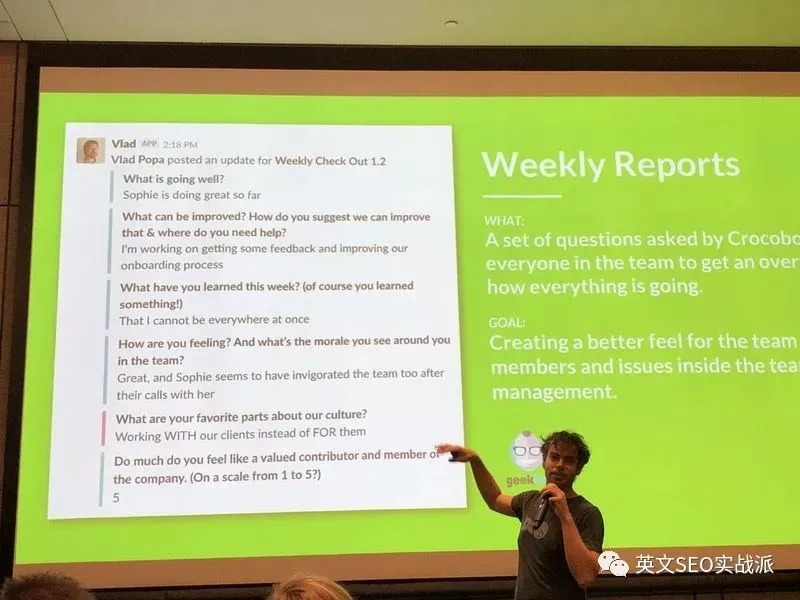 Vlad APP 2:18 PM
Vlad Popa posted an update for Weekly Check Out 1.2
What is going well?
Sophie is doing great so far
What can be improved? How do you suggest we can improve
that & where do you need help?
I'm working on getting some feedback and improving our
onboarding process
What have you learned this week? (of course you learned
something!)
That I cannot be everywhere at once
How are you feeling? And what's the morale you see around you
in the team?
Great, and Sophie seems to have invigorated the team too after
their calls with her
What are your favorite parts about our culture?
Working WITH our clients instead of FOR them
Do much do you feel like a valued contributor and member of
the company. (On a scale from 1 to 5?)
5
Weekly Reports
WHAT:
A set of questions asked by Crocobo
everyone in the team to get an over
how everything is going.
GOAL:
Creating a better feel for the team
members and issues inside the tea
management.
geek
英文SEO实战派